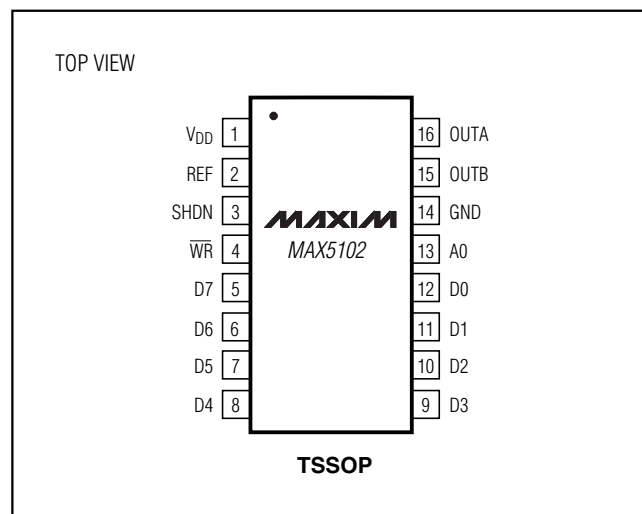 TOP VIEW
VDD 1
REF 2
SHDN 3
W̅R̅ 4
D7 5
D6 6
D5 7
D4 8
MAXIM
MAX5102
16 OUTA
15 OUTB
14 GND
13 A0
12 D0
11 D1
10 D2
9 D3
TSSOP